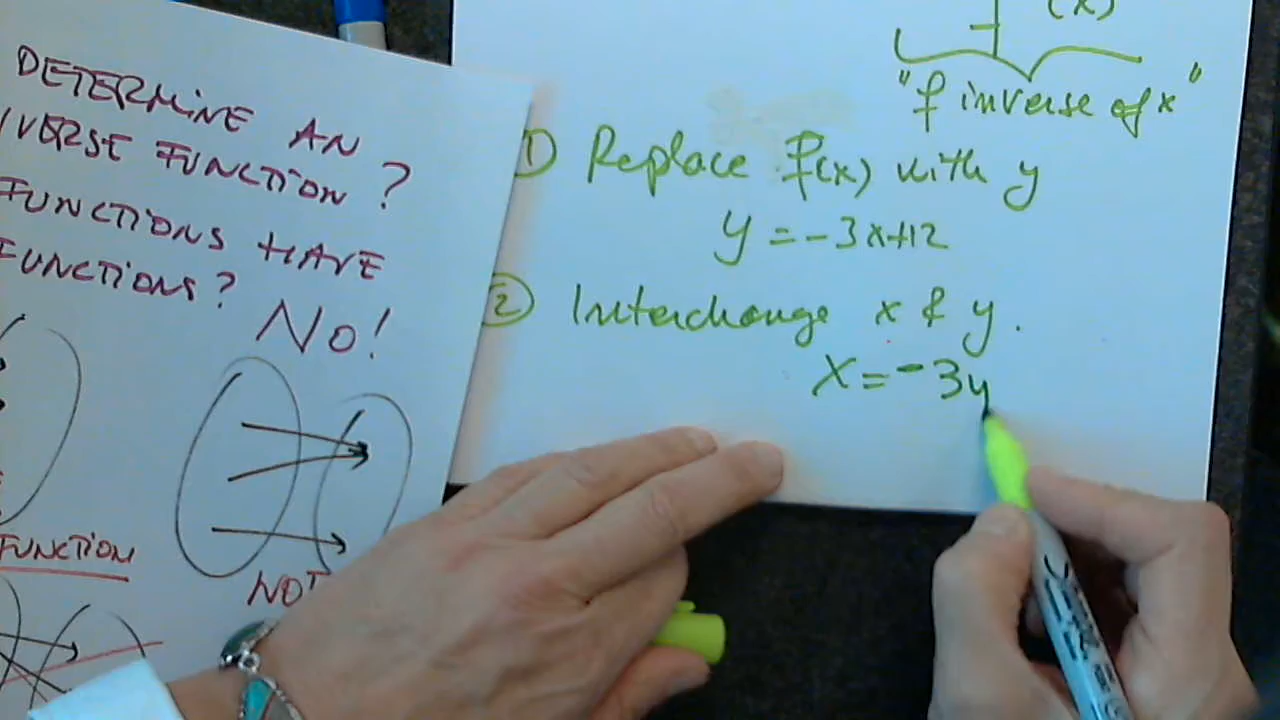 DETERMINE AN
VERSE FUNCTION?
FUNCTIONS HAVE
FUNCTIONS?
NO!
FUNCTION
NOT
(x)
"f inverse of x"
1) Replace f(x) with y
y = -3x+12
2 Interchange x & y.
x = -3y